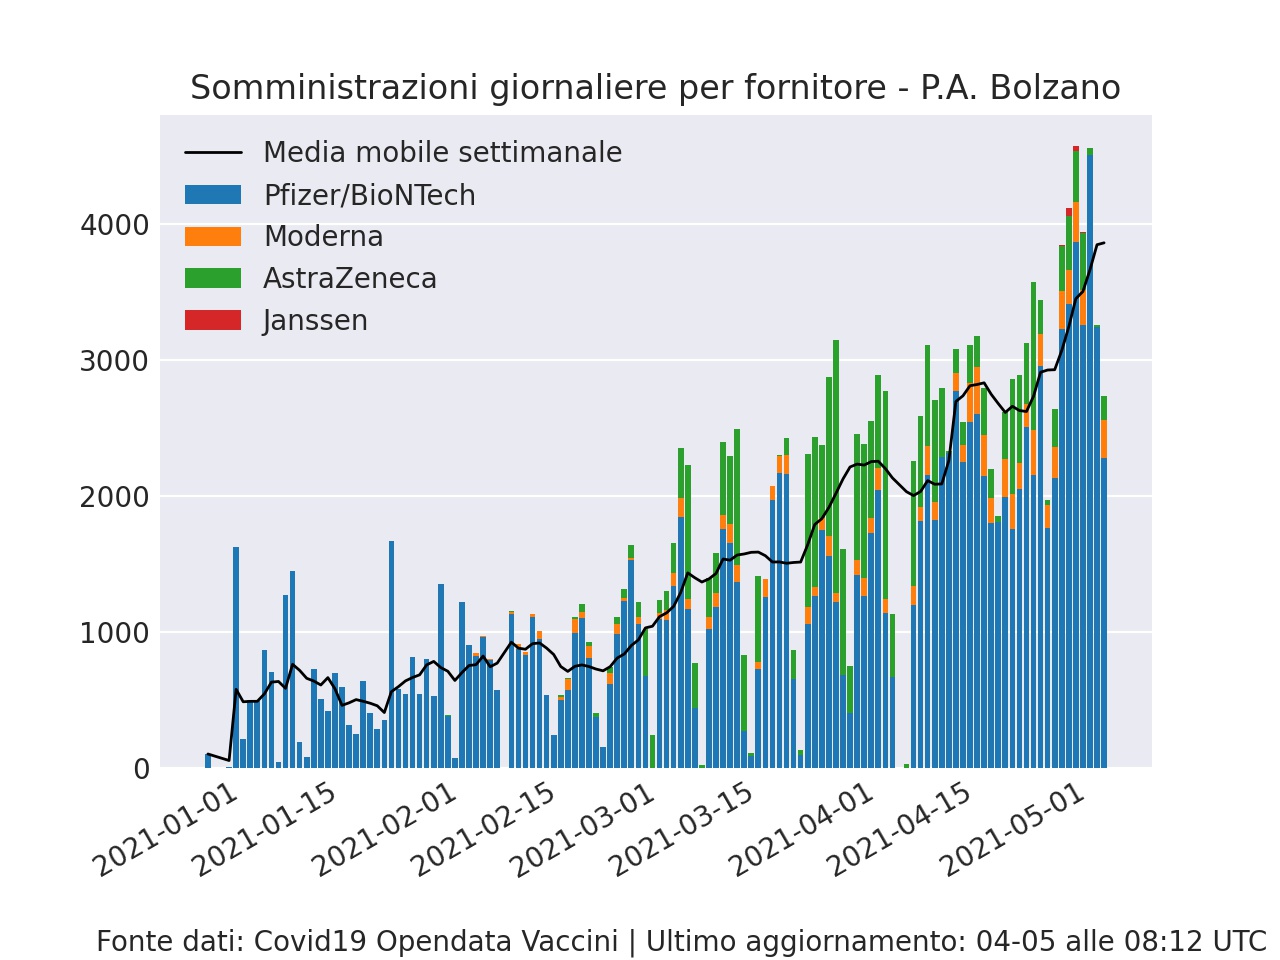 Somministrazioni giornaliere per fornitore - P.A. Bolzano
Media mobile settimanale
Pfizer/BioNTech
Moderna
AstraZeneca
Janssen
4000
3000
2000
1000
0
2021-01-01
2021-01-15
2021-02-01
2021-02-15
2021-03-01
2021-03-15
2021-04-01
2021-04-15
2021-05-01
Fonte dati: Covid19 Opendata Vaccini | Ultimo aggiornamento: 04-05 alle 08:12 UTC